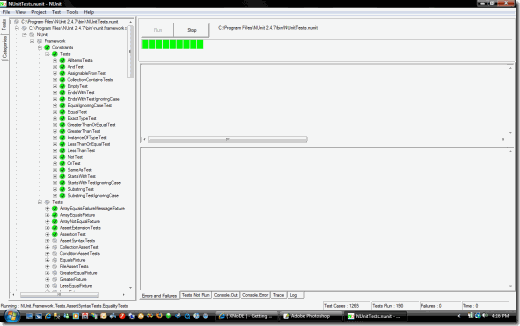 NUnitTests.nunit - NUnit
File View Project Test Tools Help
Tests
Categories
C:\Program Files\NUnit 2.4.7\bin\NUnitTests.nunit
C:\Program Files\NUnit 2.4.7\bin\nunit.framework
NUnit
Framework
Constraints
Tests
AllItemsTests
AndTest
AssignableFromTest
CollectionContainsTests
EmptyTest
EndsWithTest
EndsWithTestIgnoringCase
EqualIgnoringCaseTest
EqualTest
ExactTypeTest
GreaterThanOrEqualTest
GreaterThanTest
InstanceOfTypeTest
LessThanOrEqualTest
LessThanTest
NotTest
OrTest
SameAsTest
StartsWithTest
StartsWithTestIgnoringCase
SubstringTest
SubstringTestIgnoringCase
Tests
ArrayEqualsFailureMessageFixture
ArrayEqualsFixture
ArrayNotEqualFixture
AssertExtensionTests
AssertionTest
AssertSyntaxTests
CollectionAssertTest
ConditionAssertTests
EqualsFixture
FileAssertTests
GreaterEqualFixture
GreaterFixture
LessEqualFixture
Run Stop C:\Program Files\NUnit 2.4.7\bin\NUnitTests.nunit
Errors and Failures Tests Not Run Console.Out Console.Error Trace Log
Running : NUnit.Framework.Tests.AssertSyntaxTests.EqualityTests Test Cases : 1265 Tests Run : 190 Failures : 0 Time : 0
Adobe Photoshop
NUnitTests.nunit - N...
4:26 PM